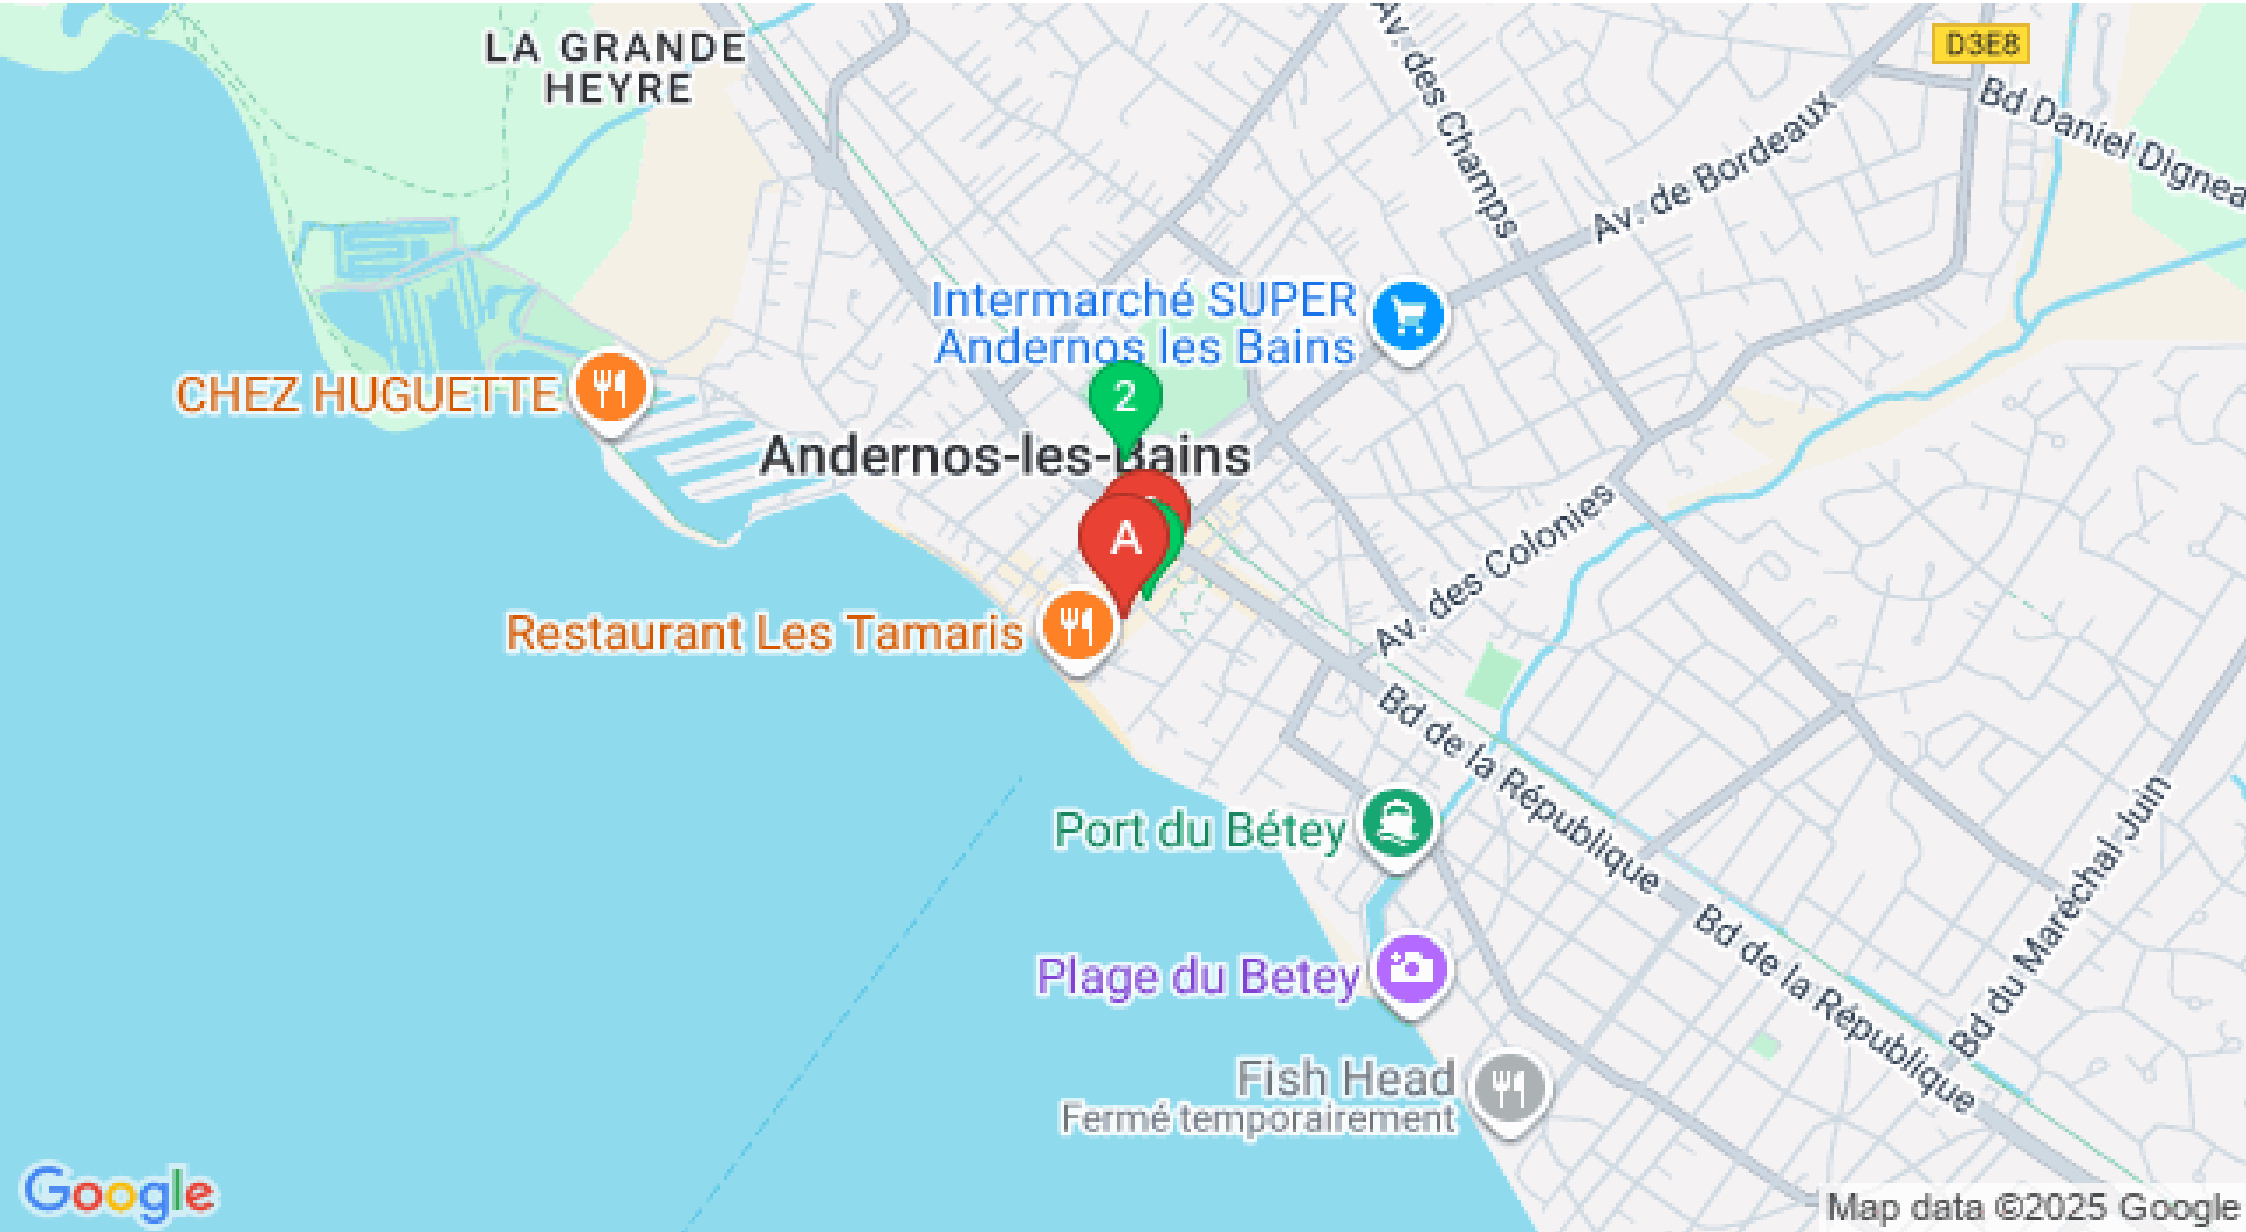 LA GRANDE
HEYRE
Av. des Champs
D3E8
Bd Daniel Dignea
Av. de Bordeaux
Intermarché SUPER
Andernos les Bains
CHEZ HUGUETTE
2
Andernos-les-Bains
A
Av. des Colonies
Restaurant Les Tamaris
Bd de la République
Port du Bétey
Bd du Maréchal Juin
Bd de la République
Plage du Betey
Fish Head
Fermé temporairement
Google
Map data ©2025 Google